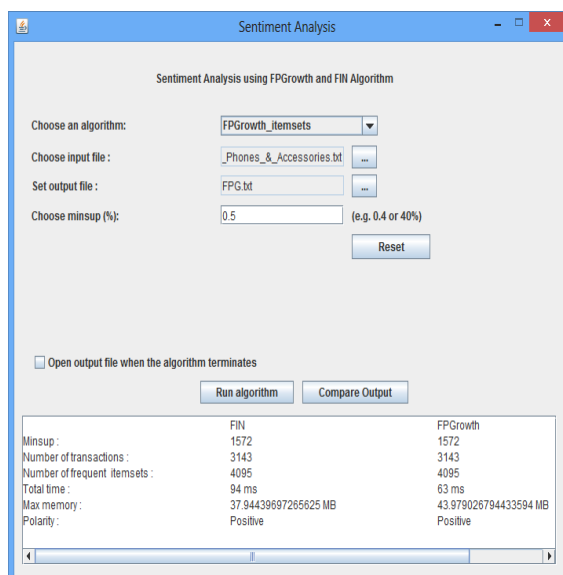 Sentiment Analysis
Sentiment Analysis using FPGrowth and FIN Algorithm
Choose an algorithm: FPGrowth_itemsets
Choose input file : _Phones_&_Accessories.txt ...
Set output file : FPG.txt ...
Choose minsup (%): 0.5 (e.g. 0.4 or 40%)
Reset
Open output file when the algorithm terminates
Run algorithm Compare Output
FIN FPGrowth
Minsup : 1572 1572
Number of transactions : 3143 3143
Number of frequent itemsets : 4095 4095
Total time : 94 ms 63 ms
Max memory : 37.94439697265625 MB 43.979026794433594 MB
Polarity : Positive Positive